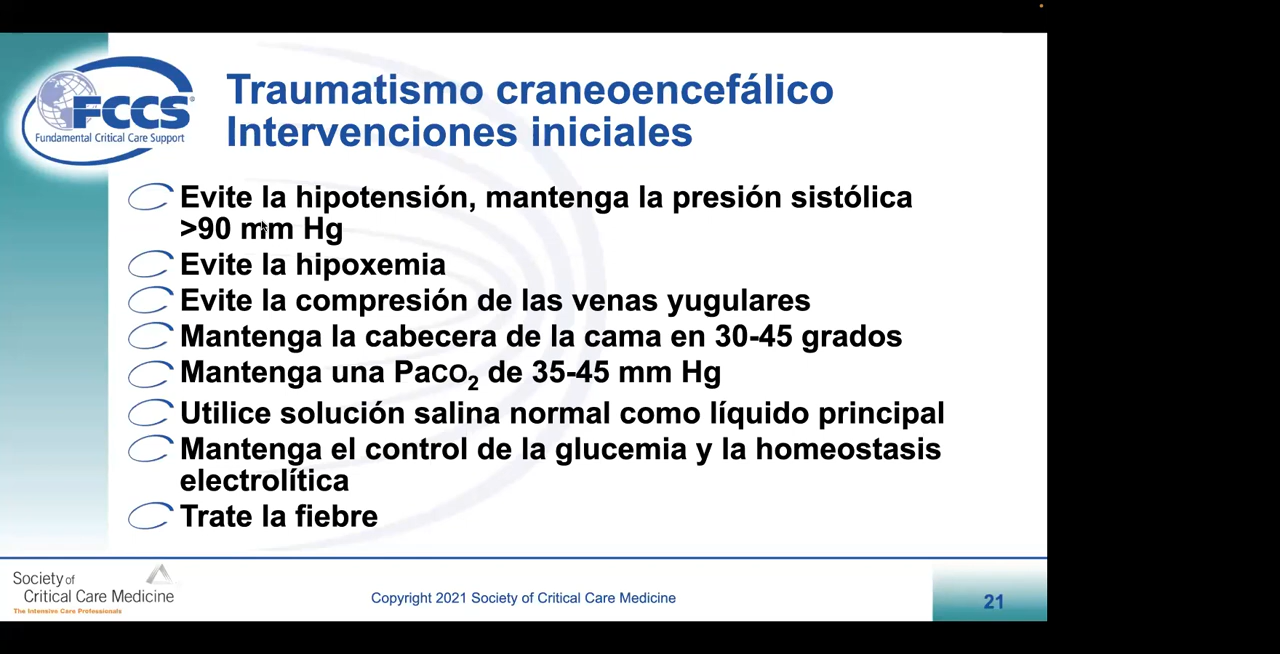 FCCS®
Fundamental Critical Care Support
Traumatismo craneoencefálico
Intervenciones iniciales
Evite la hipotensión, mantenga la presión sistólica
>90 mm Hg
Evite la hipoxemia
Evite la compresión de las venas yugulares
Mantenga la cabecera de la cama en 30-45 grados
Mantenga una PaCO₂ de 35-45 mm Hg
Utilice solución salina normal como líquido principal
Mantenga el control de la glucemia y la homeostasis
electrolítica
Trate la fiebre
Society of
Critical Care Medicine
The Intensive Care Professionals
Copyright 2021 Society of Critical Care Medicine
21